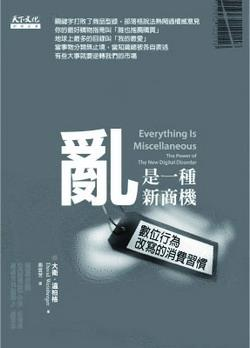 天下文化
關鍵字打敗了商品型錄，部落格說法熱鬧過權威意見
你的最好購物指南叫「誰也推薦購買」
地球上最多的目錄叫「我的最愛」
當事物分類無止境，當知識總被各自表述
有些大事就要逆轉我們的市場
Everything Is
Miscellaneous
The Power of
The New Digital Disorder
亂
是一種
新商機
數位行為
改寫的消費習慣
大衛・溫柏格
David Weinberger
著